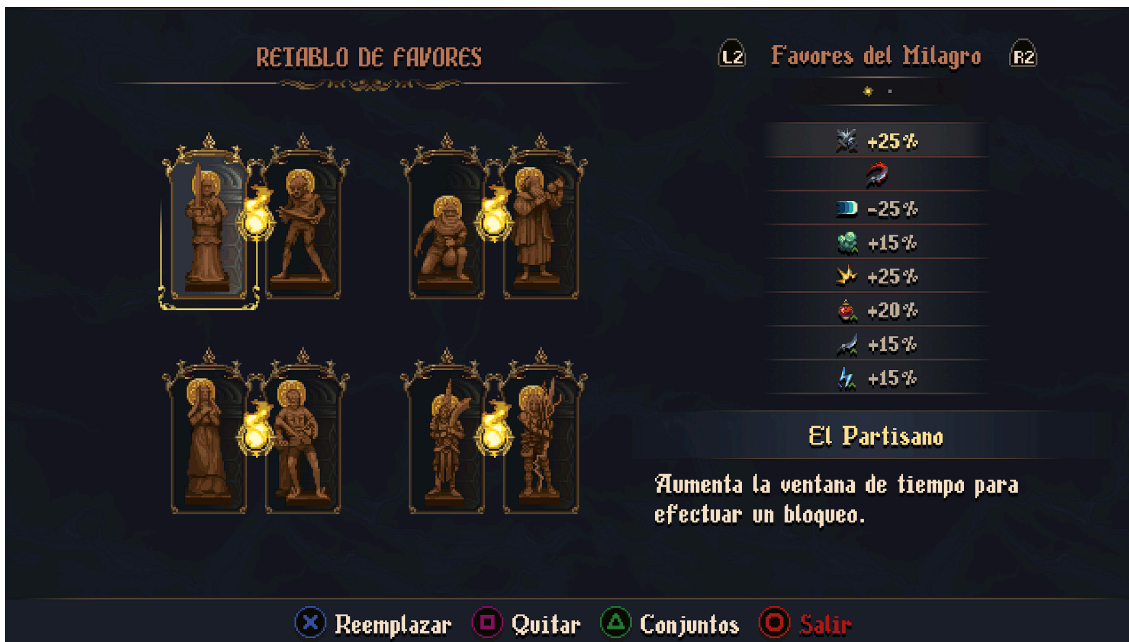 RETABLO DE FAVORES
L2 Favores del Milagro R2
+25%
-25%
+15%
+25%
+20%
+15%
+15%
El Partisano
Aumenta la ventana de tiempo para
efectuar un bloqueo.
Reemplazar Quitar Conjuntos Salir